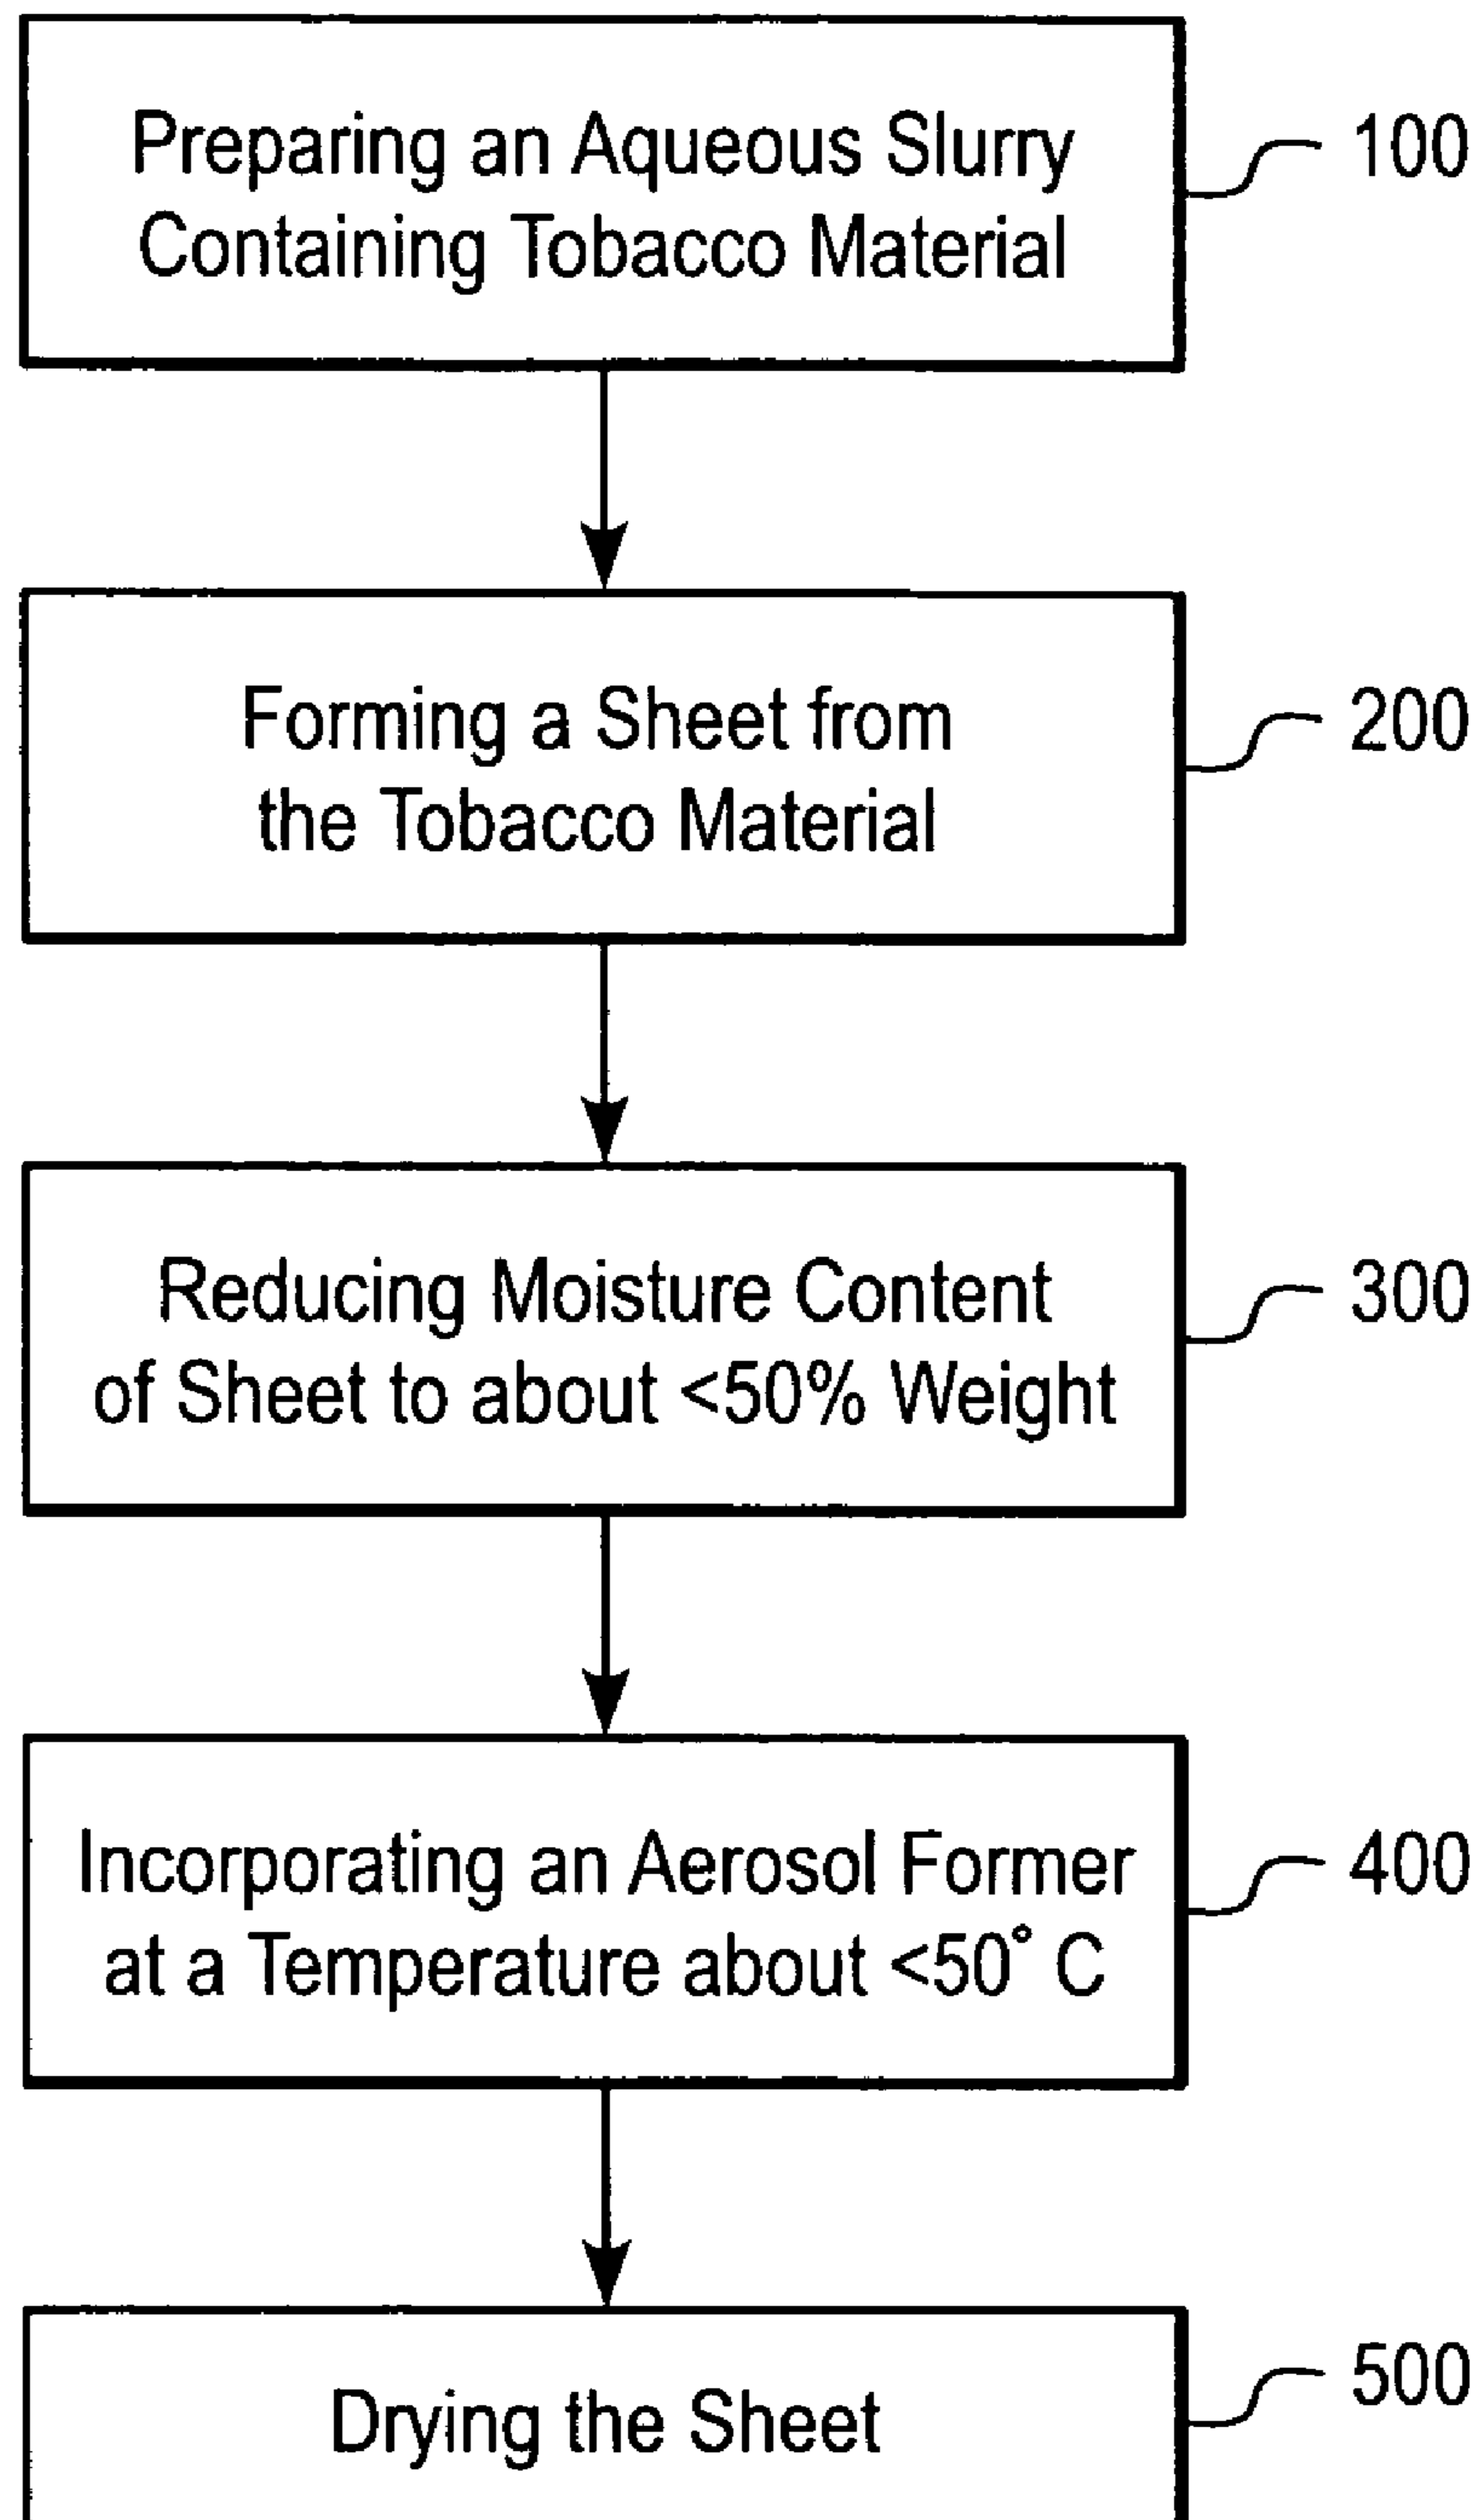 Preparing an Aqueous Slurry
Containing Tobacco Material
100
Forming a Sheet from
the Tobacco Material
200
Reducing Moisture Content
of Sheet to about <50% Weight
300
Incorporating an Aerosol Former
at a Temperature about <50° C
400
Drying the Sheet
500